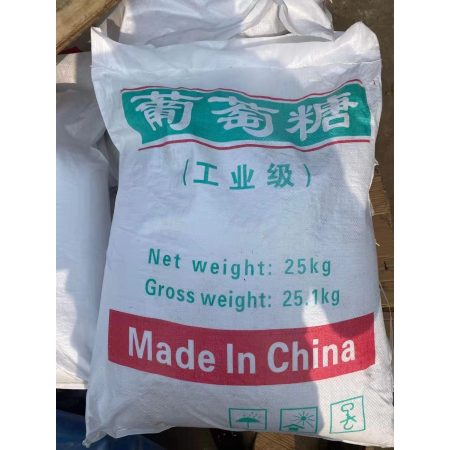 葡萄糖
(工业级)
Net weight: 25kg
Gross weight: 25.1kg
Made In China